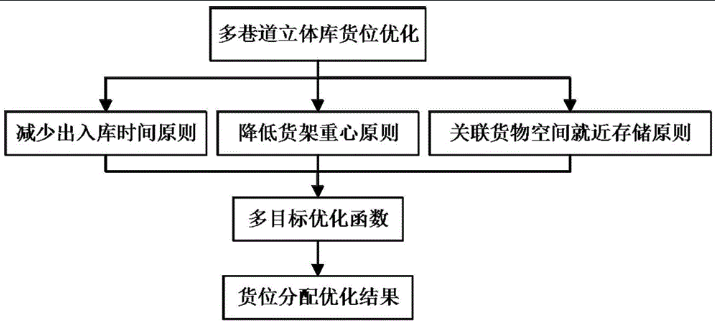 多巷道立体库货位优化
减少出入库时间原则
降低货架重心原则
关联货物空间就近存储原则
多目标优化函数
货位分配优化结果